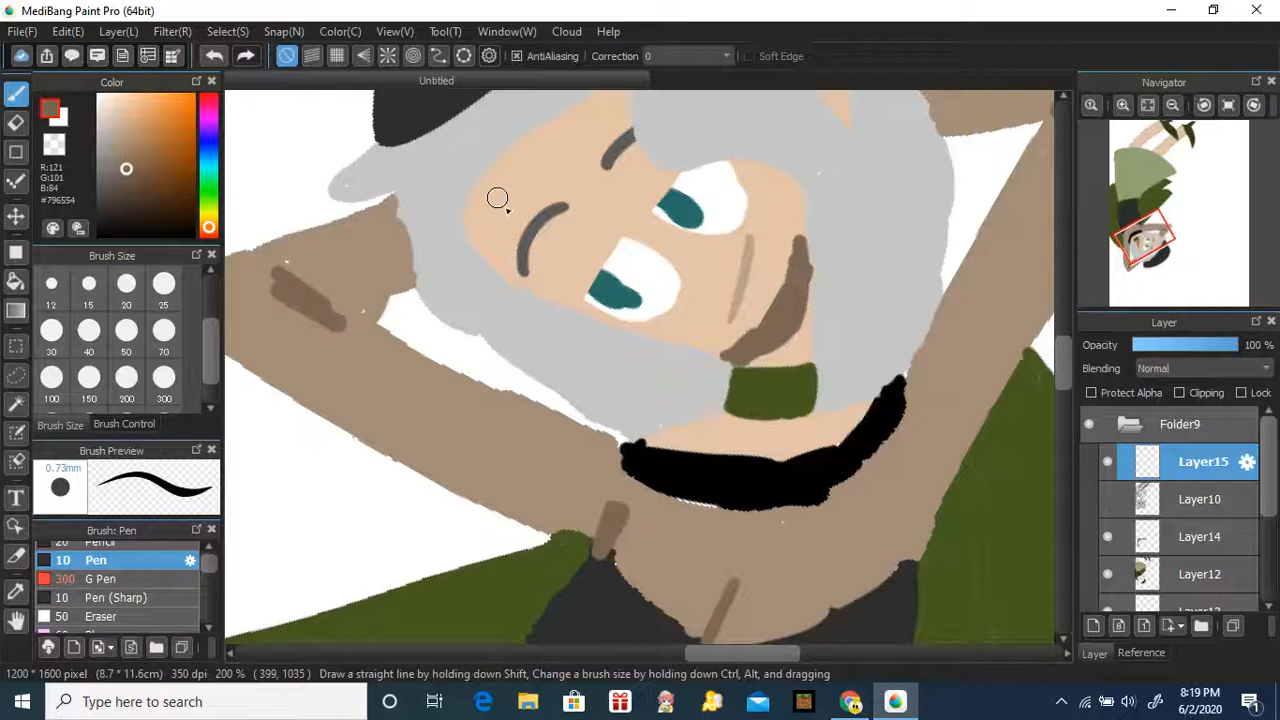 MediBang Paint Pro (64bit)
File(F) Edit(E) Layer(L) Filter(R) Select(S) Snap(N) Color(C) View(V) Tool(T) Window(W) Cloud Help
AntiAliasing Correction 0 Soft Edge
Color
Untitled
Navigator
R:121
G:101
B:84
#796554
Brush Size
12 15 20 25
30 40 50 70
100 150 200 300
Brush Size Brush Control
Brush Preview
0.73mm
Brush: Pen
20 Pencil
10 Pen
300 G Pen
10 Pen (Sharp)
50 Eraser
Layer
Opacity 100 %
Blending Normal
Protect Alpha Clipping Lock
Folder9
Layer15
Layer10
Layer14
Layer12
Layer Reference
1200 * 1600 pixel (8.7 * 11.6cm) 350 dpi 200 % ( 399, 1035 ) Draw a straight line by holding down Shift, Change a brush size by holding down Ctrl, Alt, and dragging
Type here to search
8:19 PM
6/2/2020